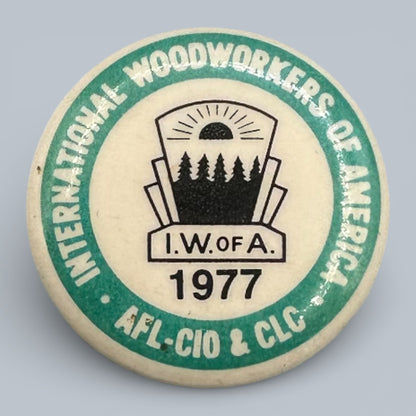 INTERNATIONAL WOODWORKERS OF AMERICA
I.W. OF A.
1977
• AFL-CIO & CLC •